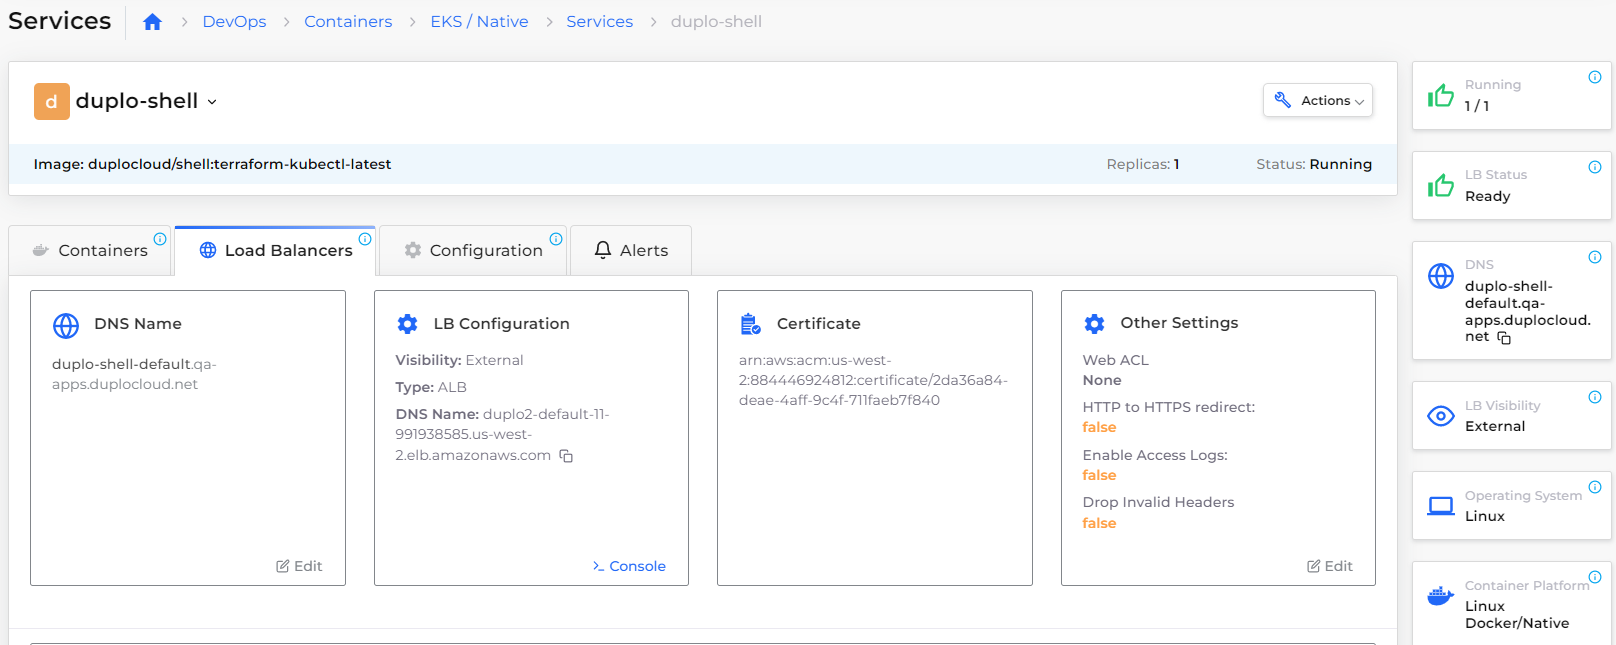 Services
DevOps > Containers > EKS / Native > Services > duplo-shell
d duplo-shell
Actions
Image: duplocloud/shell:terraform-kubectl-latest
Replicas: 1
Status: Running
Containers
Load Balancers
Configuration
Alerts
DNS Name
duplo-shell-default.qa-
apps.duplocloud.net
Edit
LB Configuration
Visibility: External
Type: ALB
DNS Name: duplo2-default-11-
991938585.us-west-
2.elb.amazonaws.com
>_ Console
Certificate
arn:aws:acm:us-west-
2:884446924812:certificate/2da36a84-
deae-4aff-9c4f-711faeb7f840
Other Settings
Web ACL
None
HTTP to HTTPS redirect:
false
Enable Access Logs:
false
Drop Invalid Headers
false
Edit
Running
1 / 1
LB Status
Ready
DNS
duplo-shell-
default.qa-
apps.duplocloud.
net
LB Visibility
External
Operating System
Linux
Container Platform
Linux
Docker/Native